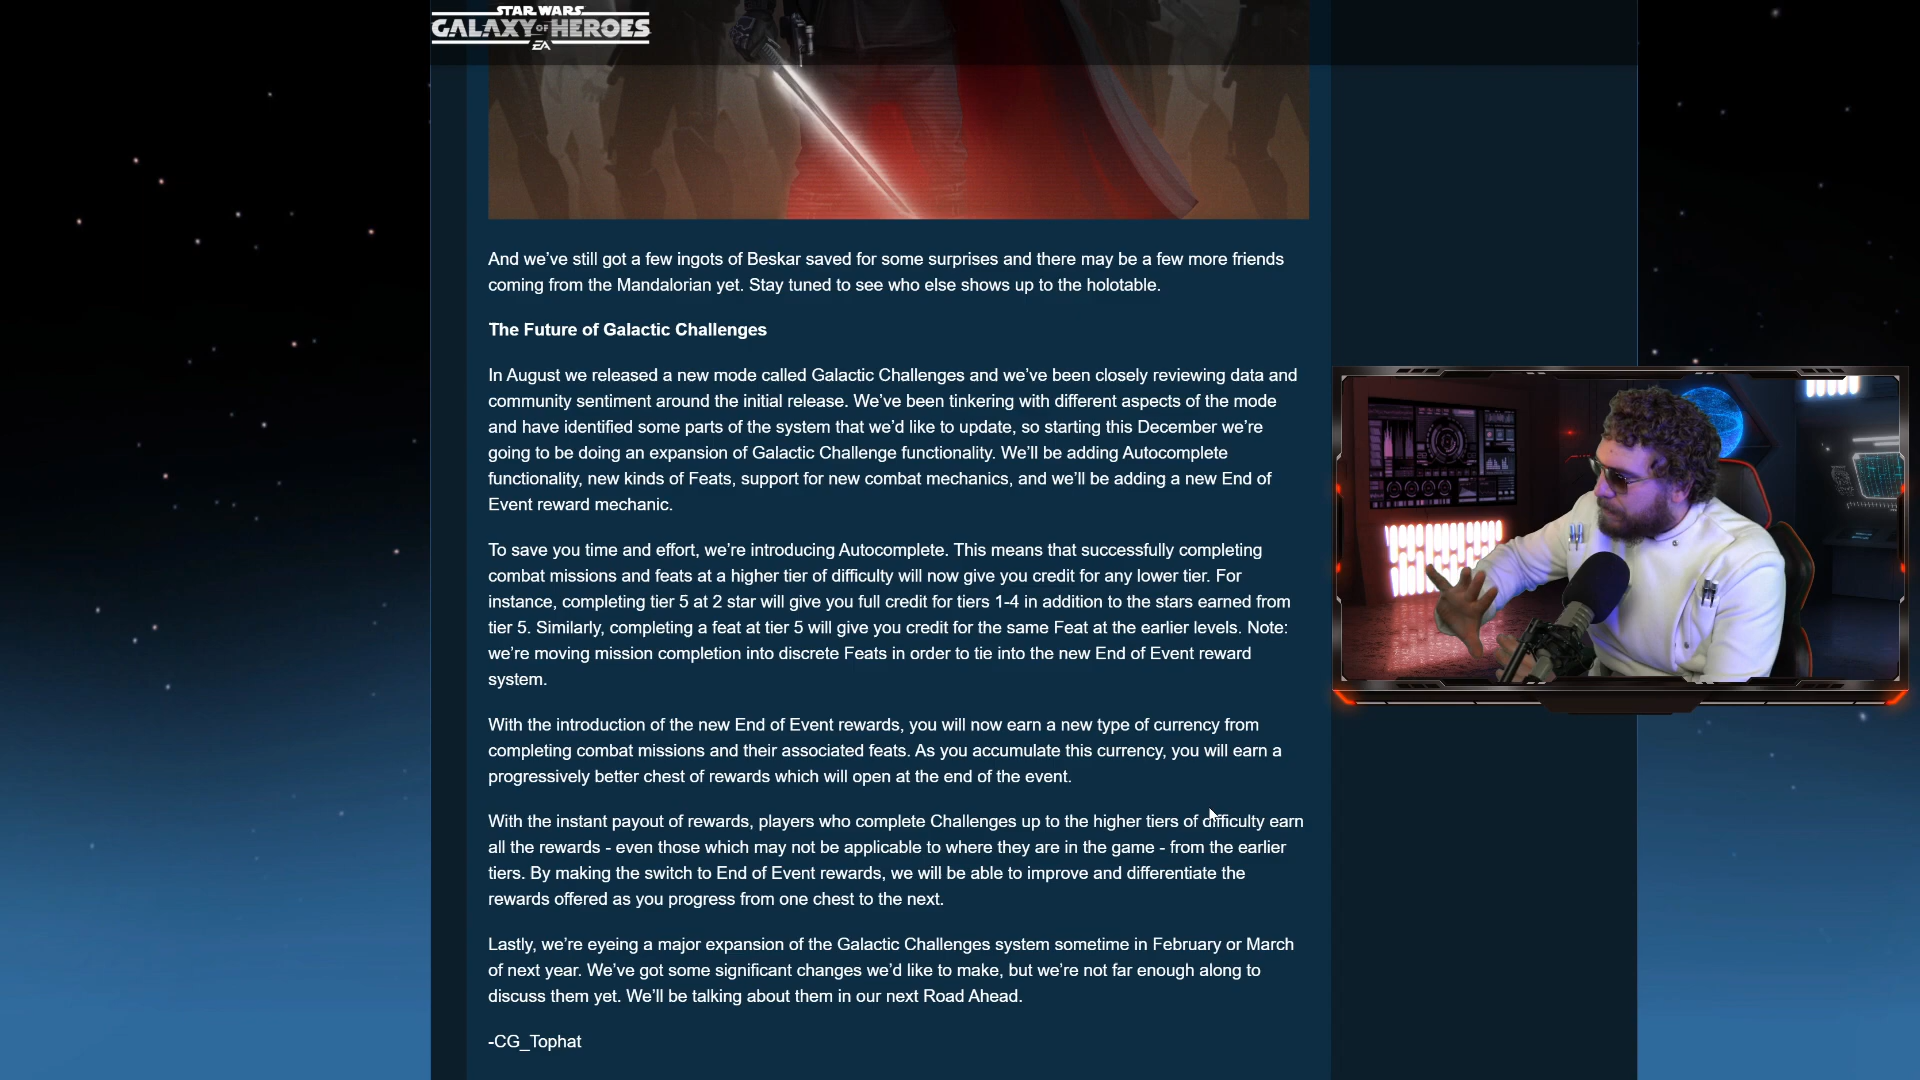 STAR WARS
GALAXY OF HEROES
EA
And we've still got a few ingots of Beskar saved for some surprises and there may be a few more friends
coming from the Mandalorian yet. Stay tuned to see who else shows up to the holotable.
The Future of Galactic Challenges
In August we released a new mode called Galactic Challenges and we've been closely reviewing data and
community sentiment around the initial release. We've been tinkering with different aspects of the mode
and have identified some parts of the system that we'd like to update, so starting this December we're
going to be doing an expansion of Galactic Challenge functionality. We'll be adding Autocomplete
functionality, new kinds of Feats, support for new combat mechanics, and we'll be adding a new End of
Event reward mechanic.
To save you time and effort, we're introducing Autocomplete. This means that successfully completing
combat missions and feats at a higher tier of difficulty will now give you credit for any lower tier. For
instance, completing tier 5 at 2 star will give you full credit for tiers 1-4 in addition to the stars earned from
tier 5. Similarly, completing a feat at tier 5 will give you credit for the same Feat at the earlier levels. Note:
we're moving mission completion into discrete Feats in order to tie into the new End of Event reward
system.
With the introduction of the new End of Event rewards, you will now earn a new type of currency from
completing combat missions and their associated feats. As you accumulate this currency, you will earn a
progressively better chest of rewards which will open at the end of the event.
With the instant payout of rewards, players who complete Challenges up to the higher tiers of difficulty earn
all the rewards - even those which may not be applicable to where they are in the game - from the earlier
tiers. By making the switch to End of Event rewards, we will be able to improve and differentiate the
rewards offered as you progress from one chest to the next.
Lastly, we're eyeing a major expansion of the Galactic Challenges system sometime in February or March
of next year. We've got some significant changes we'd like to make, but we're not far enough along to
discuss them yet. We'll be talking about them in our next Road Ahead.
-CG_Tophat